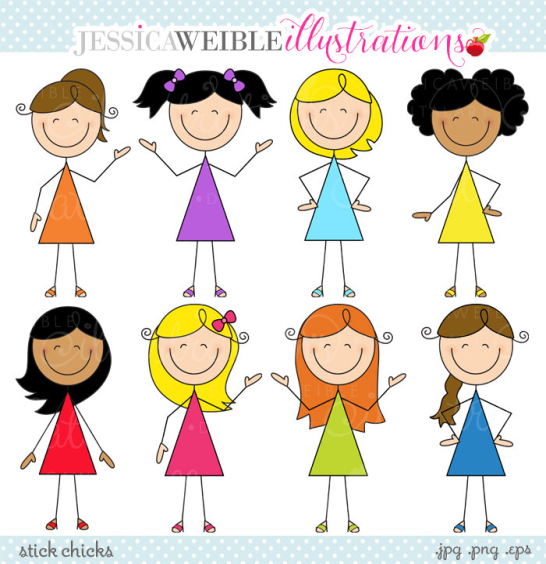 JESSICAWEIBLEillustrations
stick chicks
.jpg .png .eps